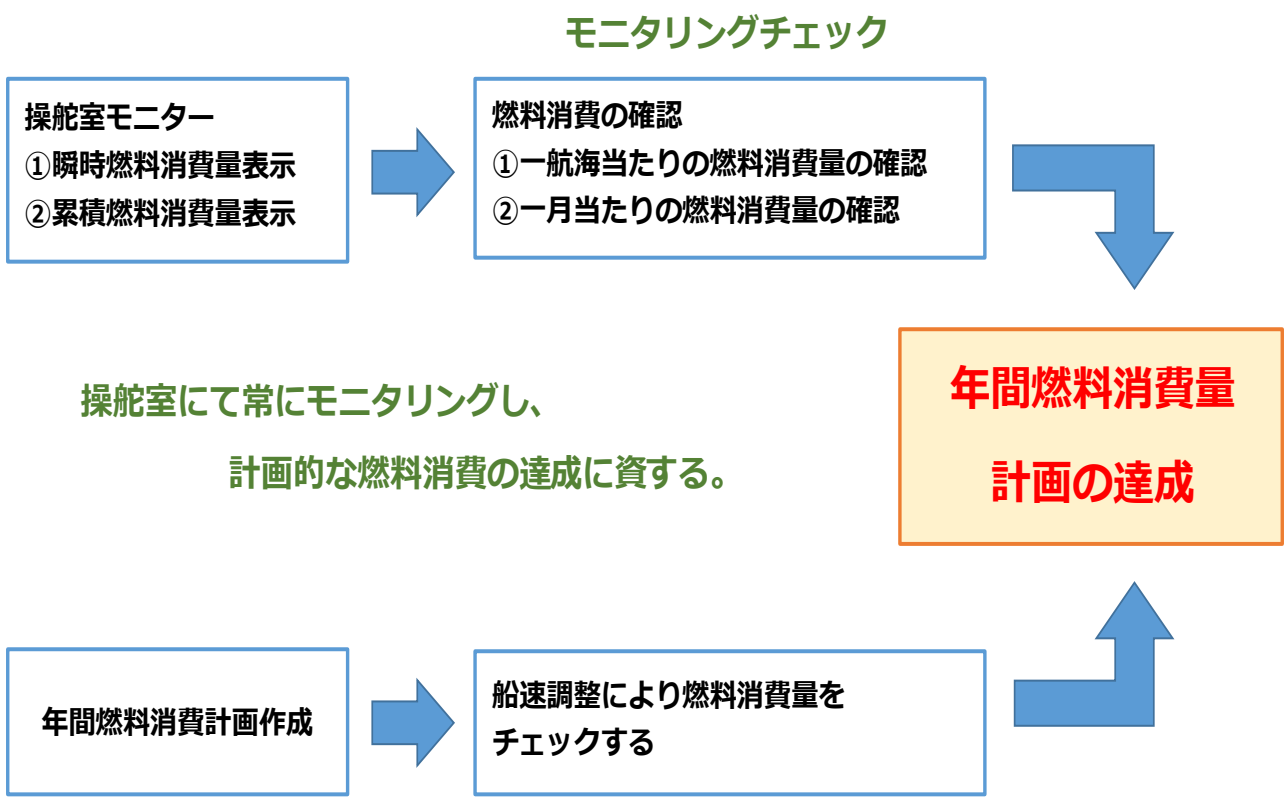 モニタリングチェック
操舵室モニター
①瞬時燃料消費量表示
②累積燃料消費量表示
燃料消費の確認
①一航海当たりの燃料消費量の確認
②一月当たりの燃料消費量の確認
操舵室にて常にモニタリングし、
計画的な燃料消費の達成に資する。
年間燃料消費量
計画の達成
年間燃料消費計画作成
船速調整により燃料消費量を
チェックする